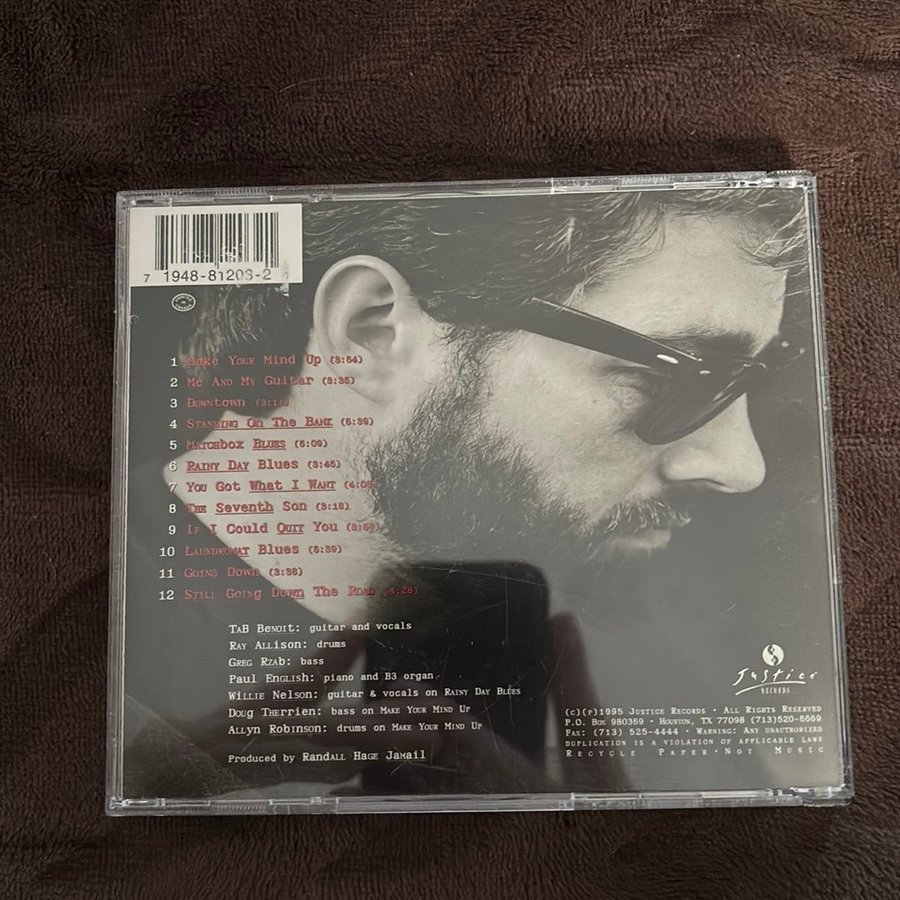 7 1948-81203-2
1 Make Your Mind Up (3:54)
2 Me And My Guitar (3:35)
3 Downtown (3:11)
4 Standing On The Bank (5:39)
5 Matchbox Blues (5:09)
6 Rainy Day Blues (3:45)
7 You Got What I Want
8 The Seventh Son (3:18)
9 If I Could Quit You
10 Laundromat Blues (5:39)
11 Going Down (3:38)
12 Still Going Down The Road
Tab Benoit: guitar and vocals
Ray Allison: drums
Greg Rzab: bass
Paul English: piano and B3 organ
Willie Nelson: guitar & vocals on Rainy Day Blues
Doug Therrien: bass on Make Your Mind Up
Allyn Robinson: drums on Make Your Mind Up
Produced by Randall Hage Jamail
Justice
Records
(c)(p)1995 Justice Records · All Rights Reserved
P.O. Box 980369 · Houston, TX 77098 (713)520-6669
Fax: (713) 525-4444 · Warning: Any unauthorized
duplication is a violation of applicable laws
Recycle Paper·Not Music